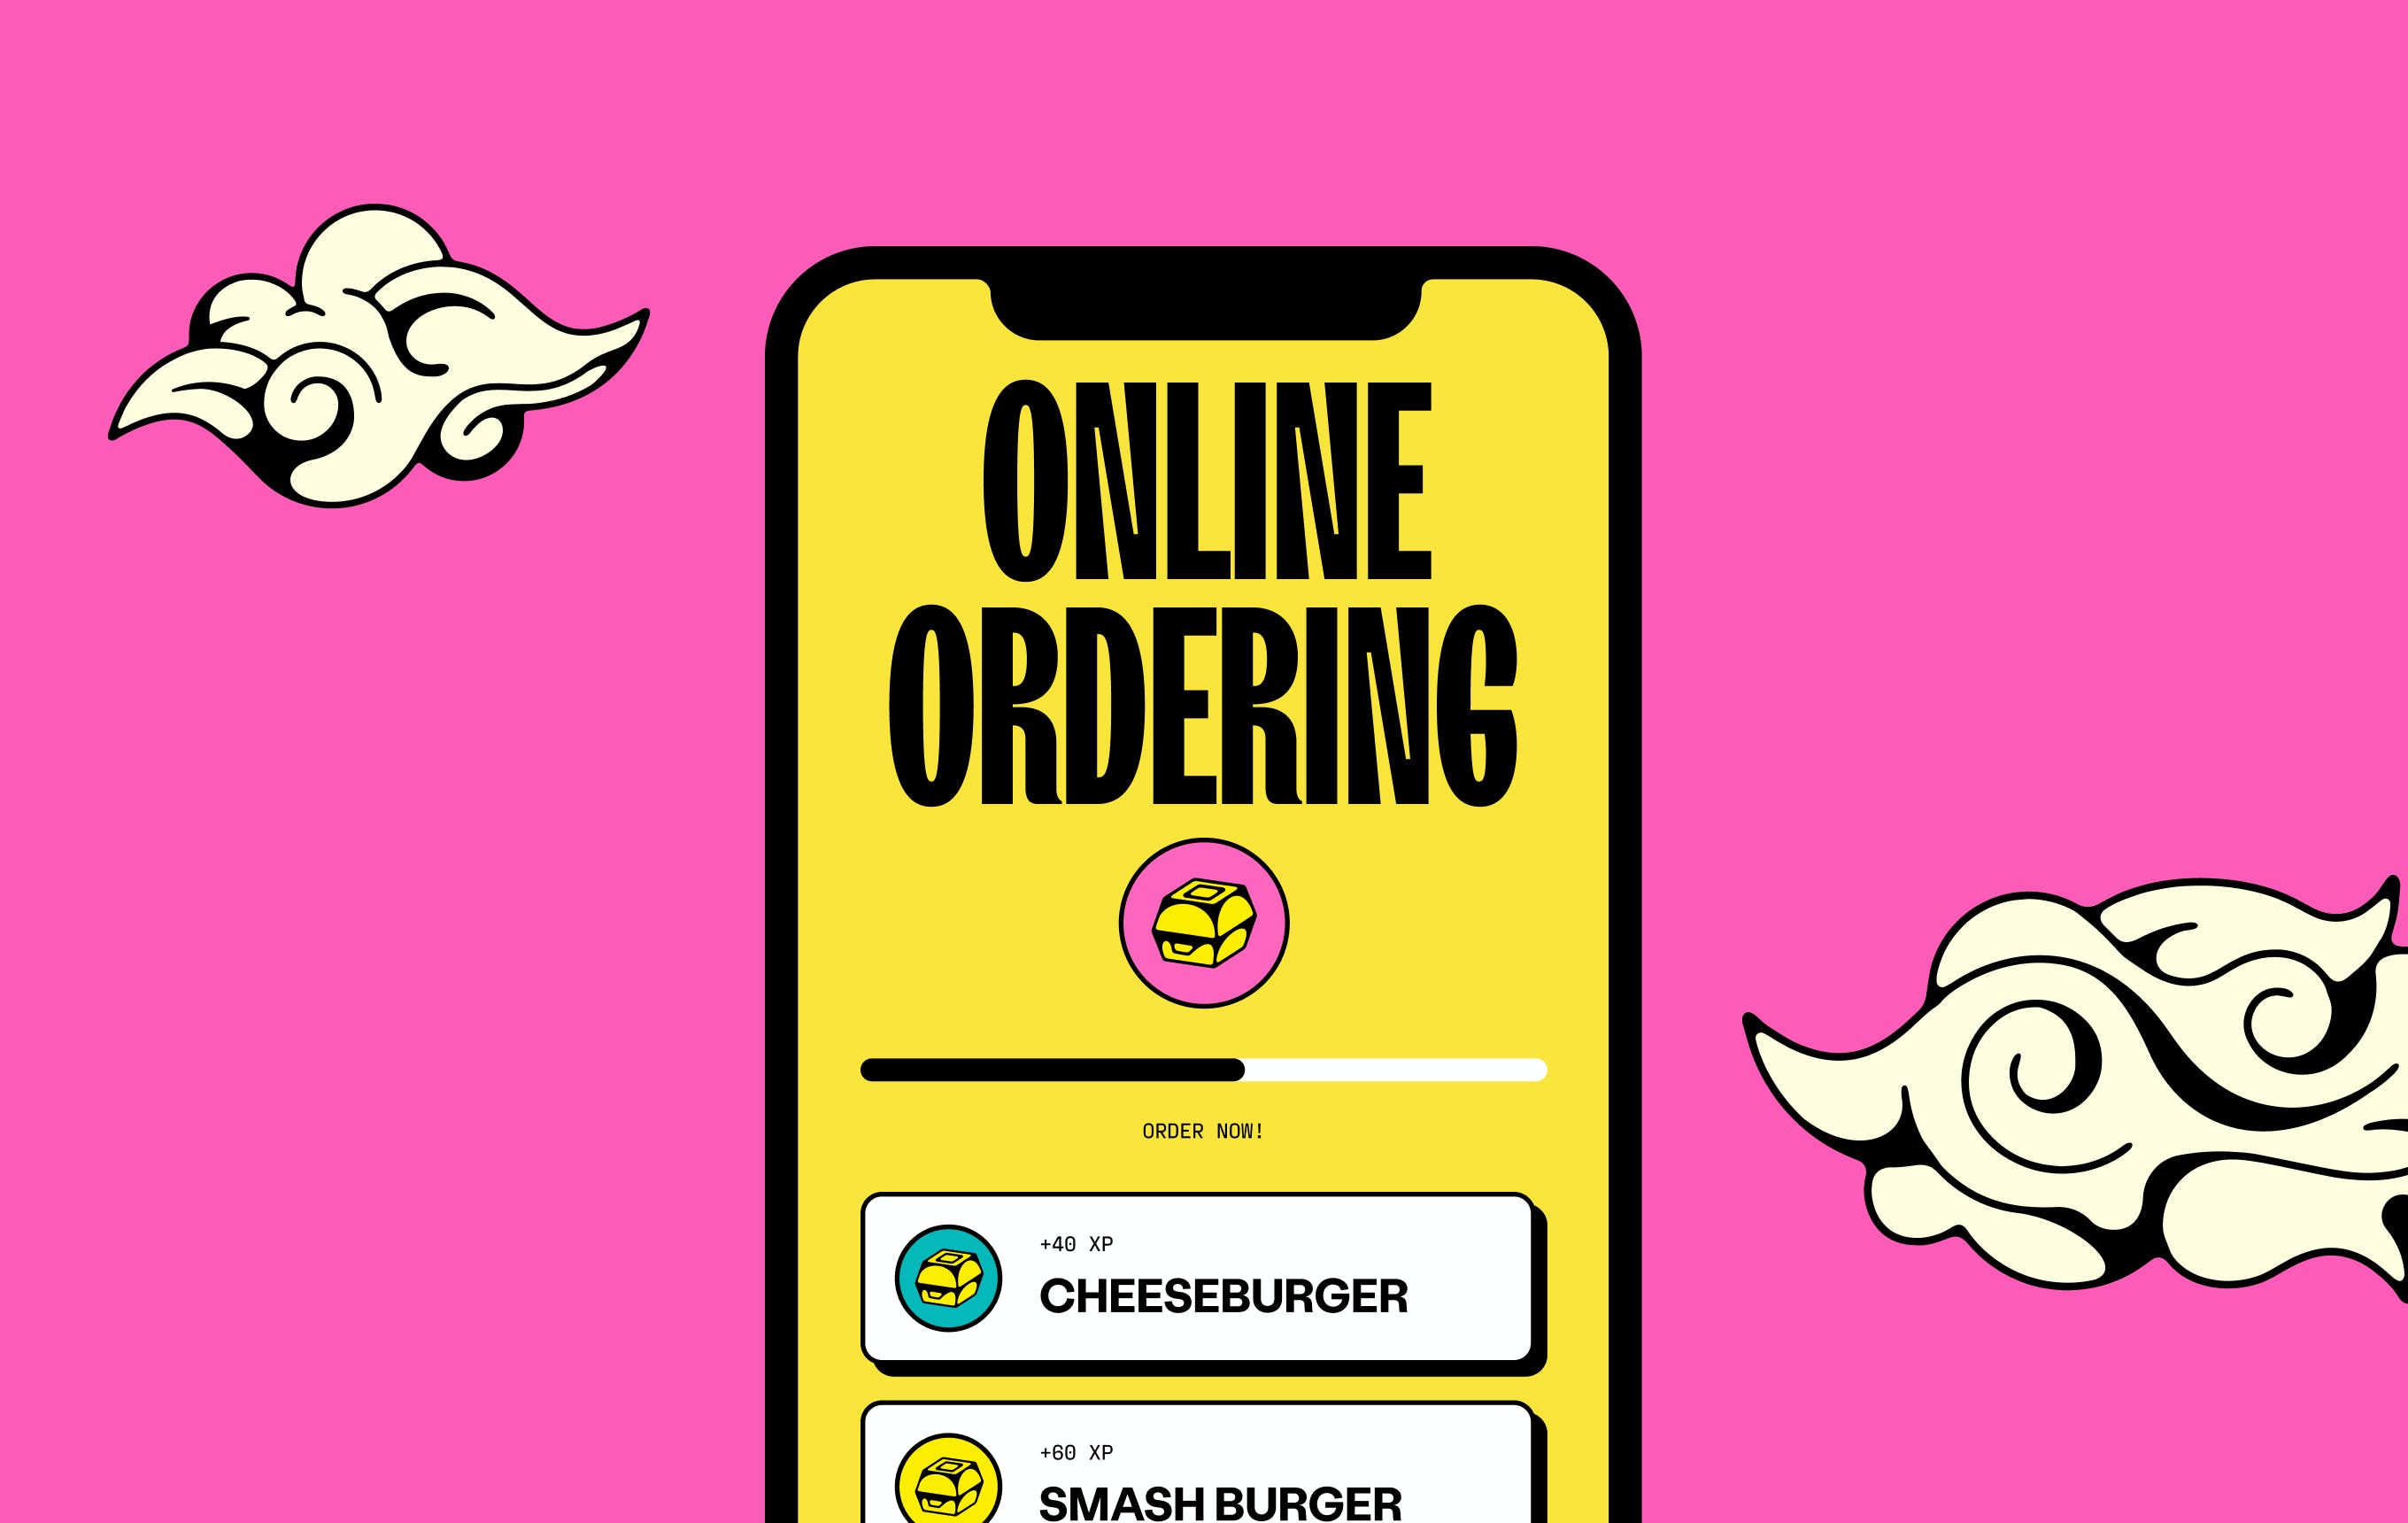 ONLINE
ORDERING
ORDER NOW!
+40 XP
CHEESEBURGER
+60 XP
SMASH BURGER